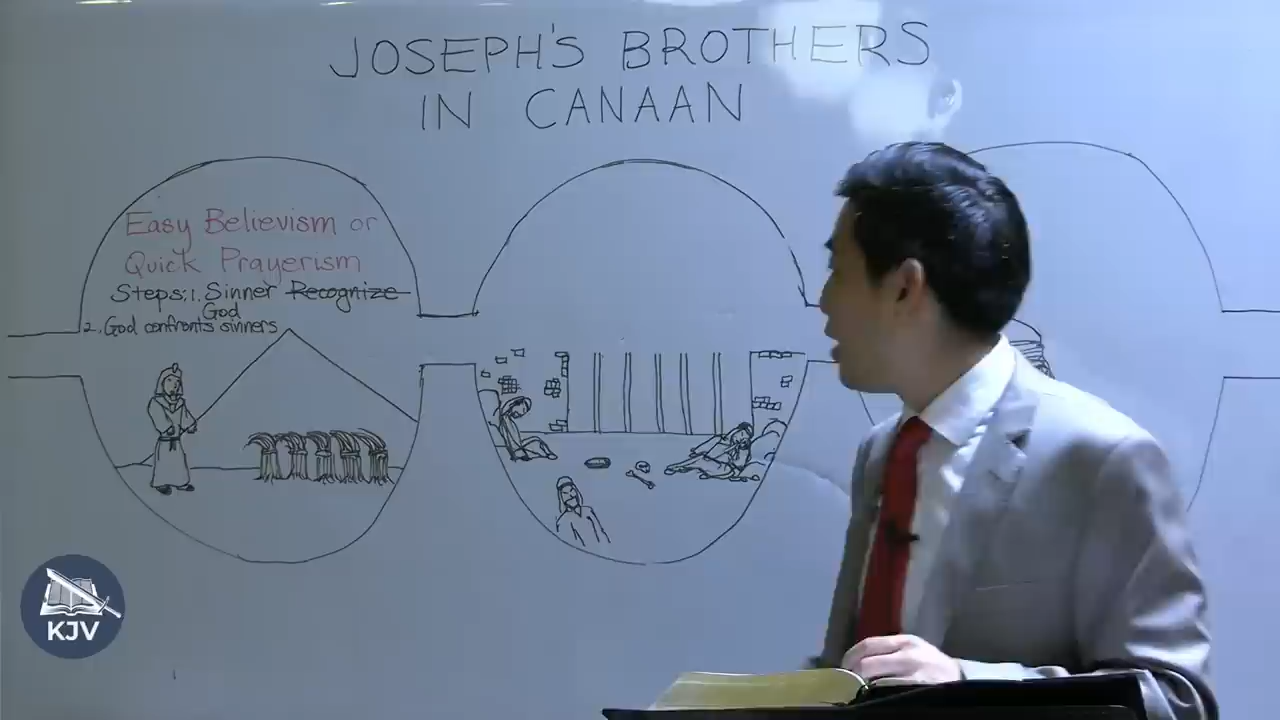 JOSEPH'S BROTHERS
IN CANAAN
Easy Believism or
Quick Prayerism
Steps: 1. Sinner Recognize
God
2. God confronts sinners
KJV